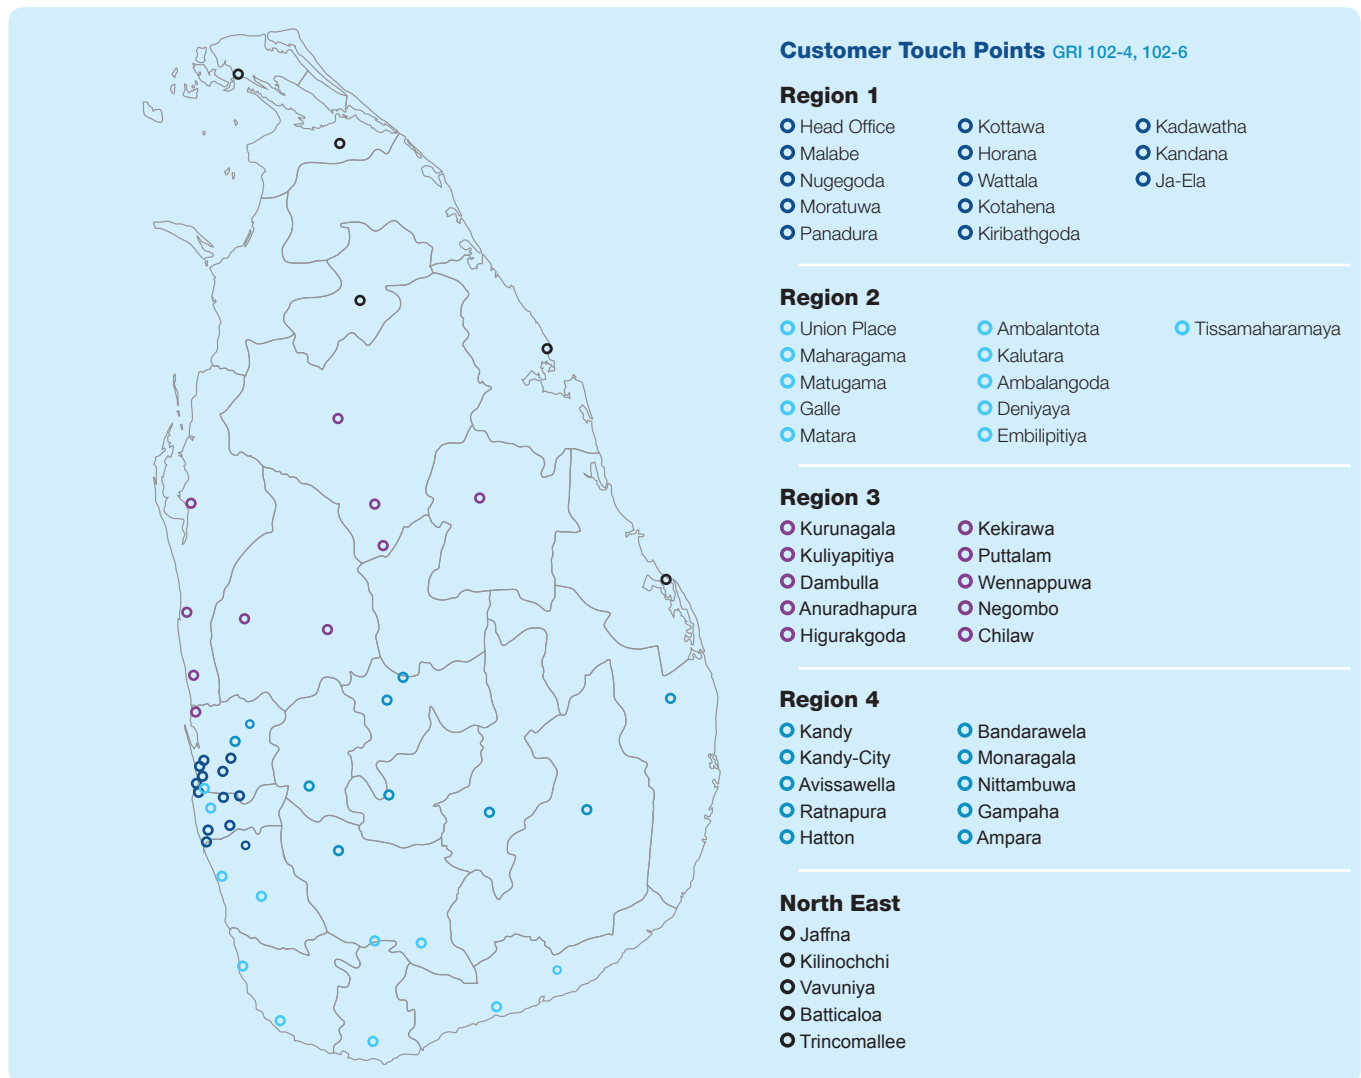 Customer Touch Points GRI 102-4, 102-6
Region 1
Head Office
Malabe
Nugegoda
Moratuwa
Panadura
Kottawa
Horana
Wattala
Kotahena
Kiribathgoda
Kadawatha
Kandana
Ja-Ela
Region 2
Union Place
Maharagama
Matugama
Galle
Matara
Ambalantota
Kalutara
Ambalangoda
Deniyaya
Embilipitiya
Tissamaharamaya
Region 3
Kurunagala
Kuliyapitiya
Dambulla
Anuradhapura
Higurakgoda
Kekirawa
Puttalam
Wennappuwa
Negombo
Chilaw
Region 4
Kandy
Kandy-City
Avissawella
Ratnapura
Hatton
Bandarawela
Monaragala
Nittambuwa
Gampaha
Ampara
North East
Jaffna
Kilinochchi
Vavuniya
Batticaloa
Trincomallee